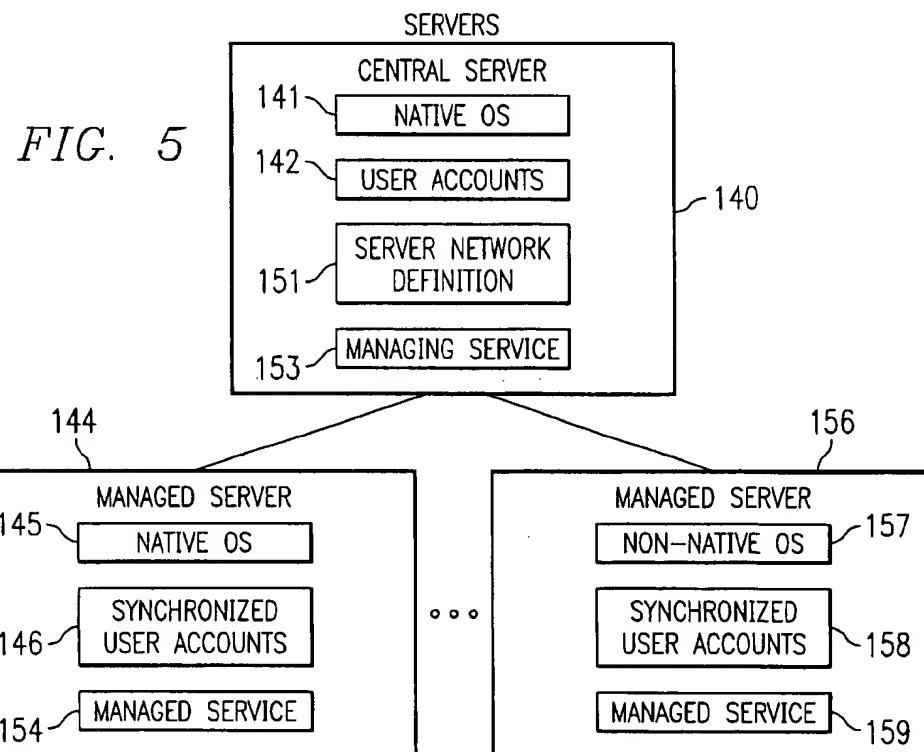 SERVERS
CENTRAL SERVER
141
NATIVE OS
FIG. 5
142
USER ACCOUNTS
140
SERVER NETWORK
DEFINITION
151
MANAGING SERVICE
153
144
156
MANAGED SERVER
MANAGED SERVER
145
NATIVE OS
NON-NATIVE OS
157
SYNCHRONIZED
USER ACCOUNTS
146
SYNCHRONIZED
USER ACCOUNTS
158
154
MANAGED SERVICE
MANAGED SERVICE
159